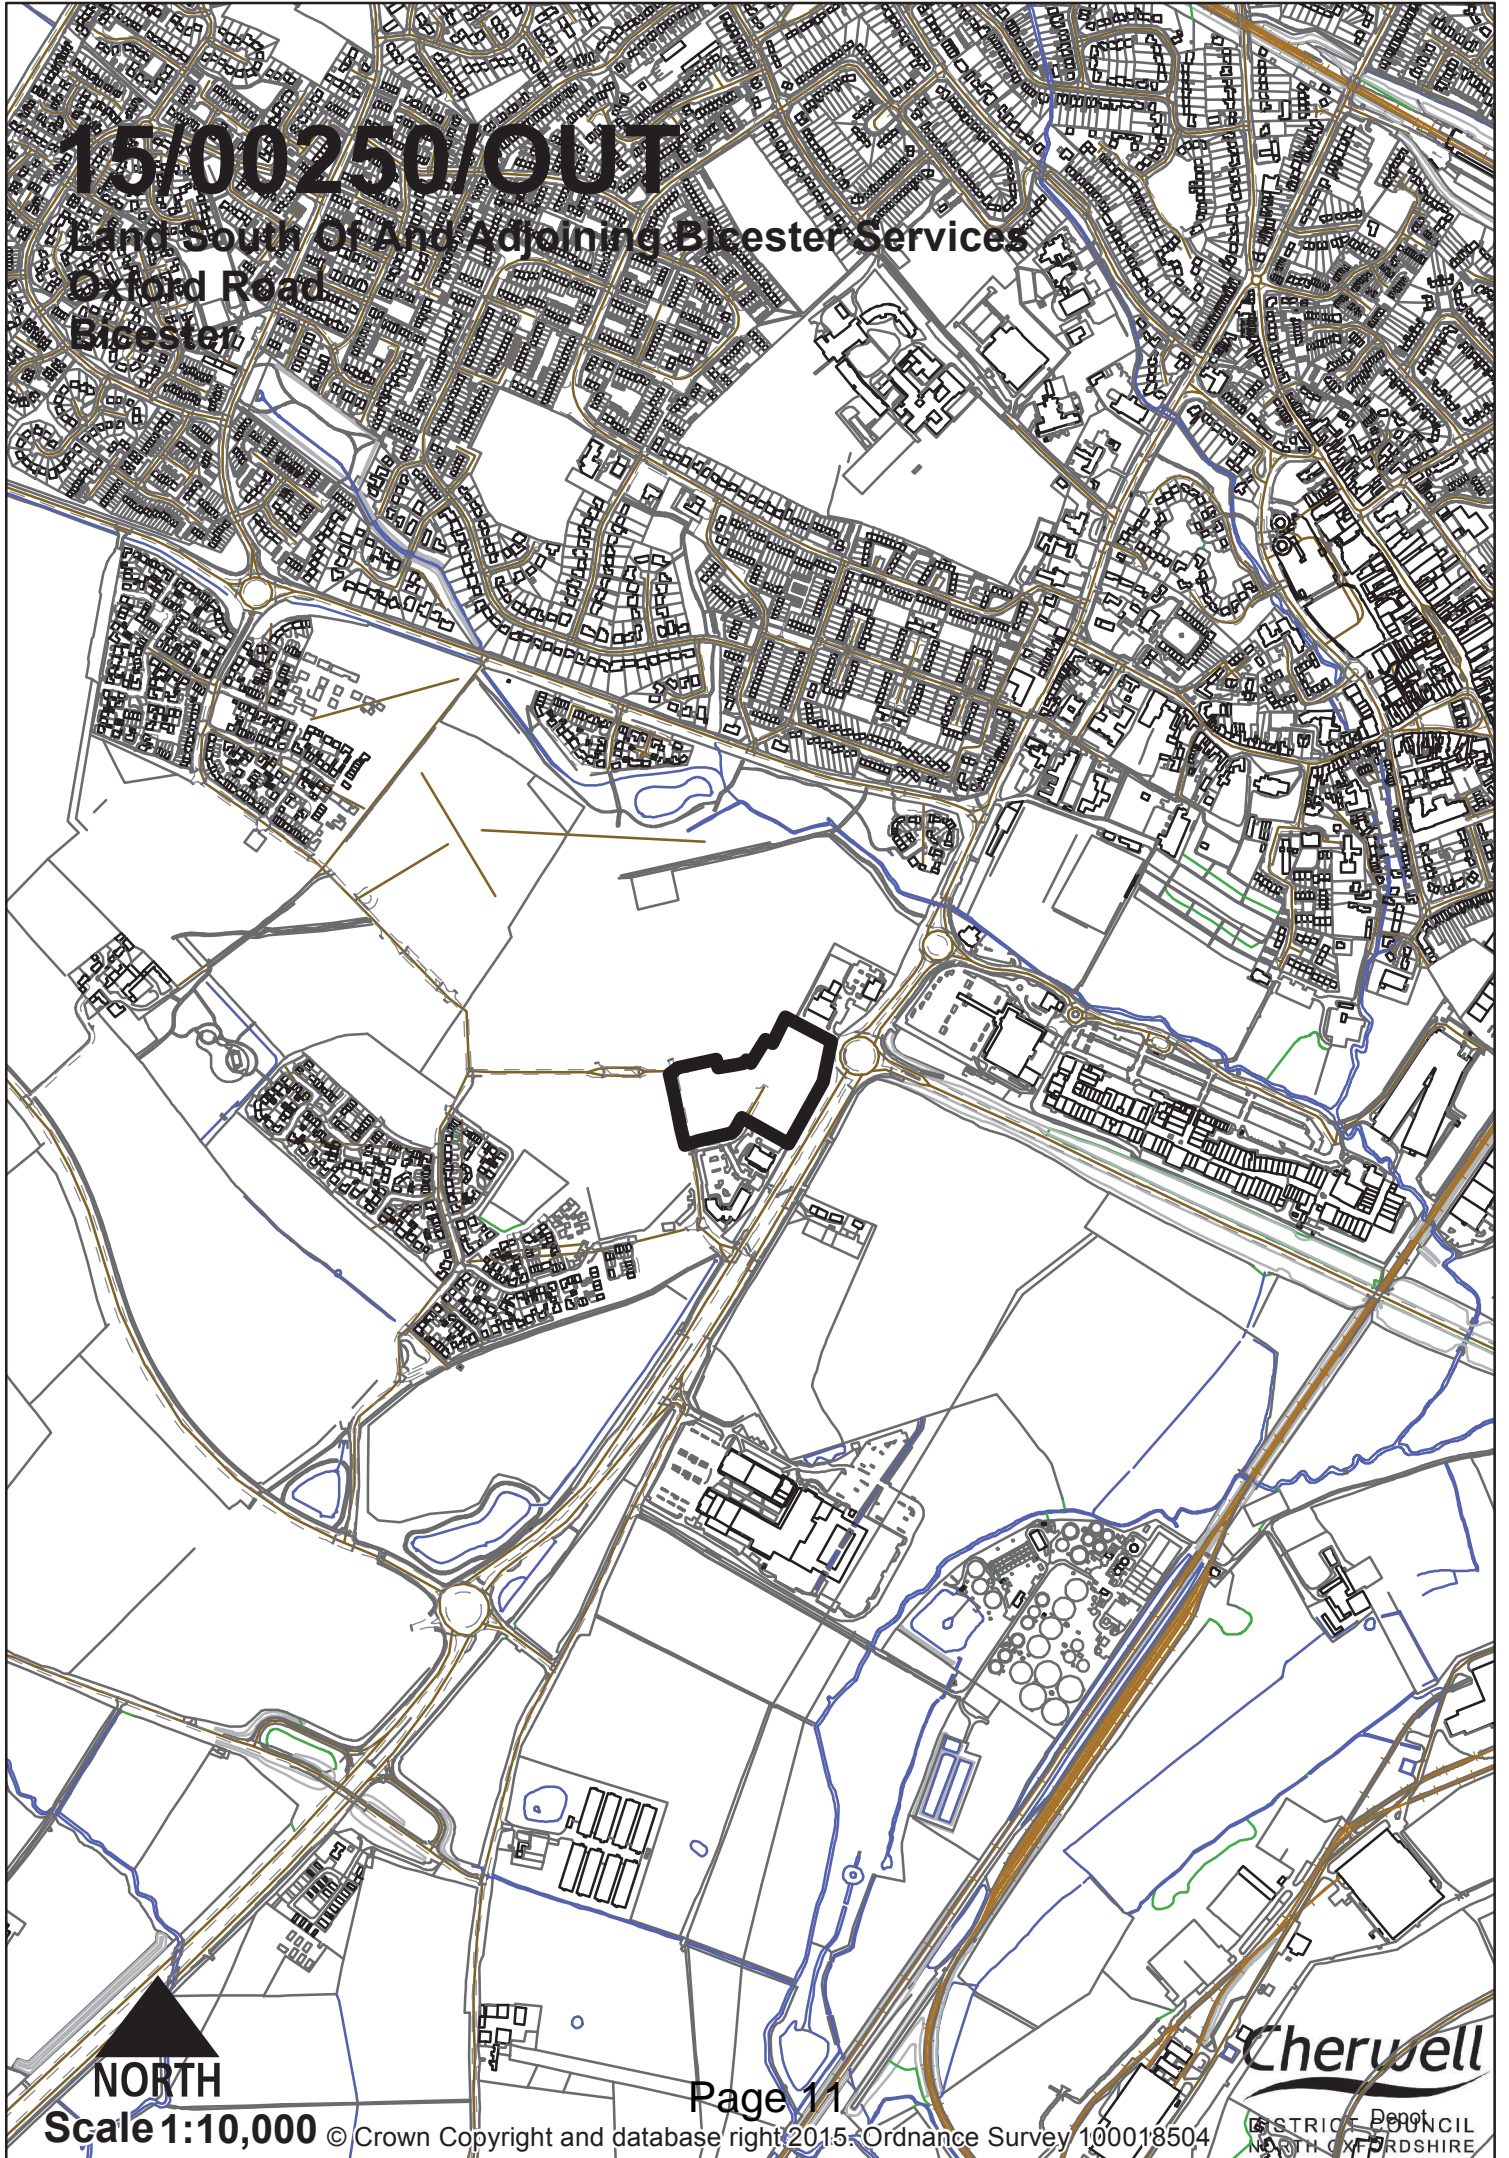 15/00250/OUT
Land South Of And Adjoining Bicester Services
Oxford Road
Bicester
NORTH
Scale 1:10,000
Page 11
© Crown Copyright and database right 2015. Ordnance Survey 100018504
Cherwell
Depot
DISTRICT COUNCIL
NORTH OXFORDSHIRE